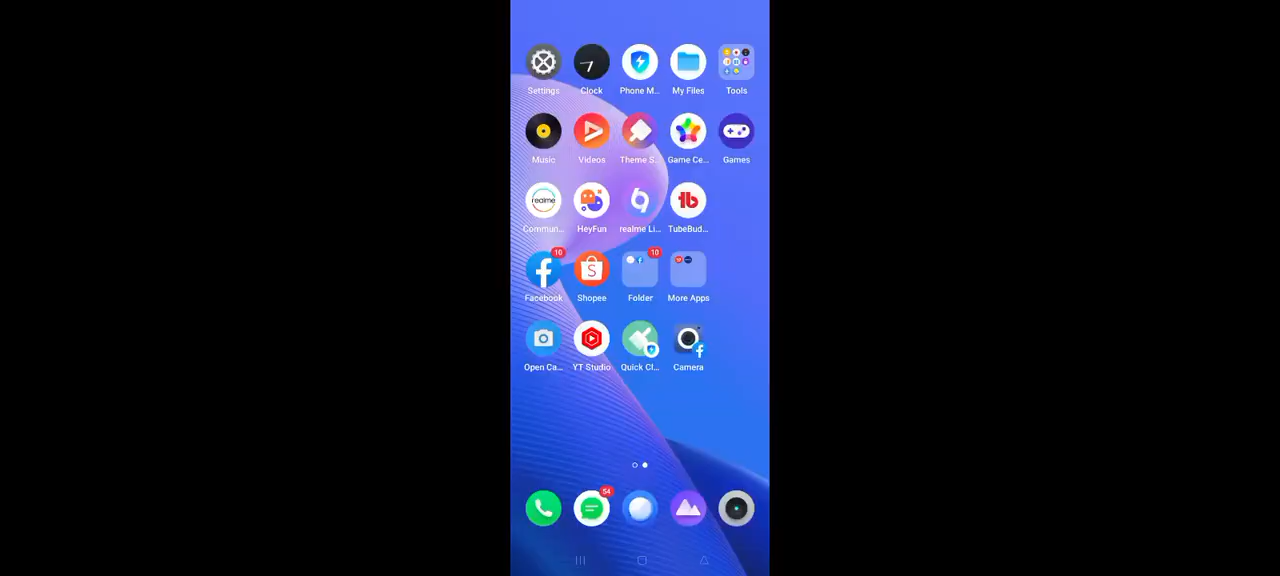 Settings Clock Phone M... My Files Tools
Music Videos Theme S... Game Ce... Games
realme
Commun... HeyFun realme Li... TubeBud...
10 10
Facebook Shopee Folder More Apps
Open Ca... YT Studio Quick Cl... Camera
54